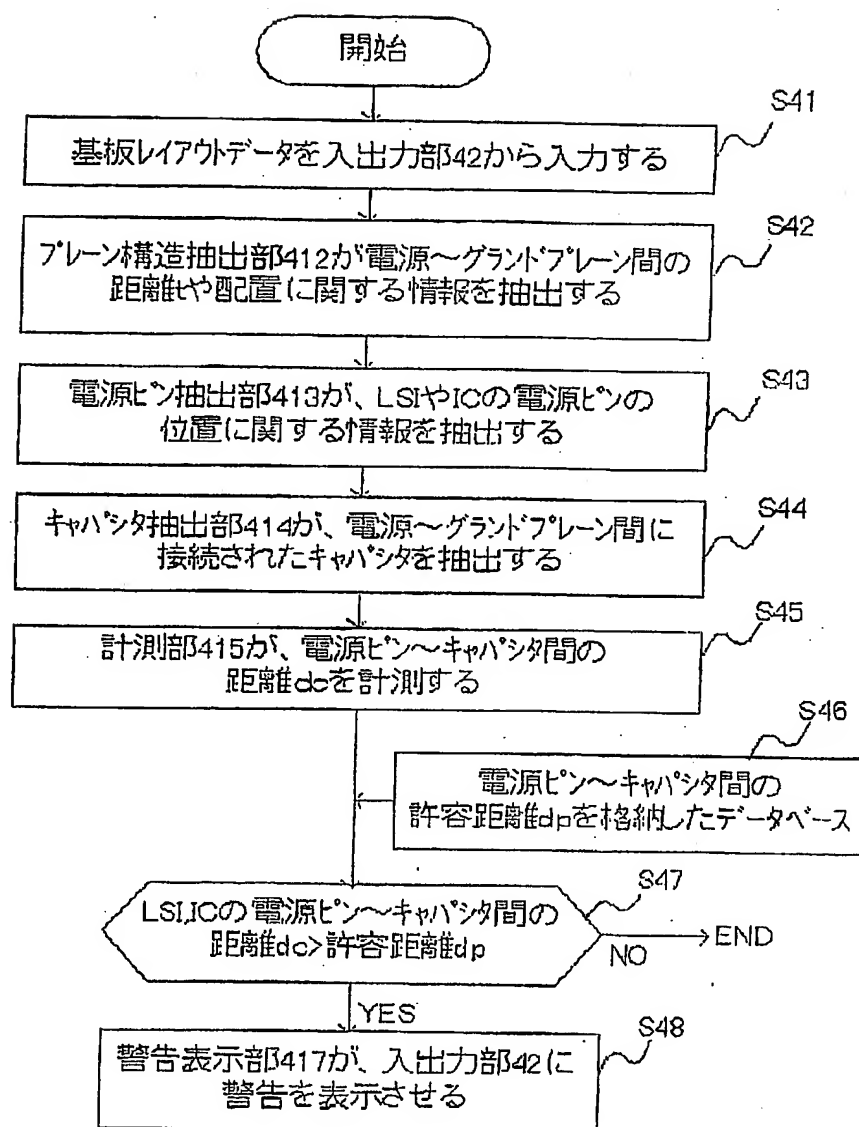 開始
S41
基板レイアウトデータを入出力部42から入力する
S42
プレーン構造抽出部412が電源～グランドプレーン間の
距離tや配置に関する情報を抽出する
S43
電源ピン抽出部413が、LSIやICの電源ピンの
位置に関する情報を抽出する
S44
キャパシタ抽出部414が、電源～グランドプレーン間に
接続されたキャパシタを抽出する
S45
計測部415が、電源ピン～キャパシタ間の
距離dcを計測する
S46
電源ピン～キャパシタ間の
許容距離dpを格納したデータベース
S47
LSI,ICの電源ピン～キャパシタ間の
距離dc>許容距離dp
NO
END
YES
S48
警告表示部417が、入出力部42に
警告を表示させる